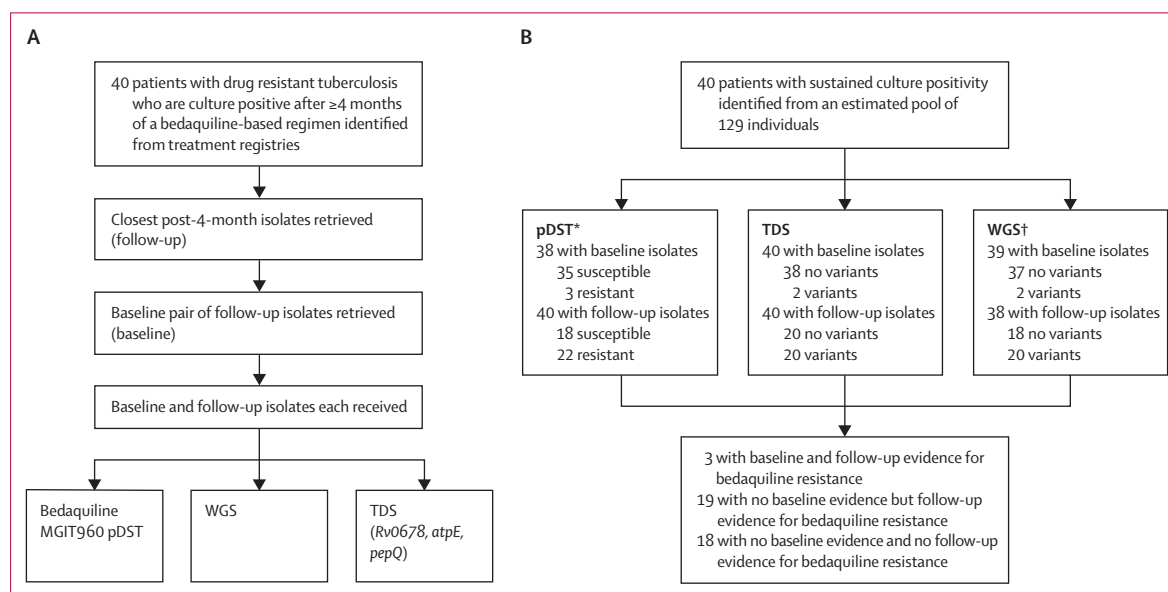 A
40 patients with drug resistant tuberculosis
who are culture positive after ≥4 months
of a bedaquiline-based regimen identified
from treatment registries
Closest post-4-month isolates retrieved
(follow-up)
Baseline pair of follow-up isolates retrieved
(baseline)
Baseline and follow-up isolates each received
Bedaquiline
MGIT960 pDST
WGS
TDS
(Rv0678, atpE,
pepQ)
B
40 patients with sustained culture positivity
identified from an estimated pool of
129 individuals
pDST*
38 with baseline isolates
35 susceptible
3 resistant
40 with follow-up isolates
18 susceptible
22 resistant
TDS
40 with baseline isolates
38 no variants
2 variants
40 with follow-up isolates
20 no variants
20 variants
WGS†
39 with baseline isolates
37 no variants
2 variants
38 with follow-up isolates
18 no variants
20 variants
3 with baseline and follow-up evidence for
bedaquiline resistance
19 with no baseline evidence but follow-up
evidence for bedaquiline resistance
18 with no baseline evidence and no follow-up
evidence for bedaquiline resistance